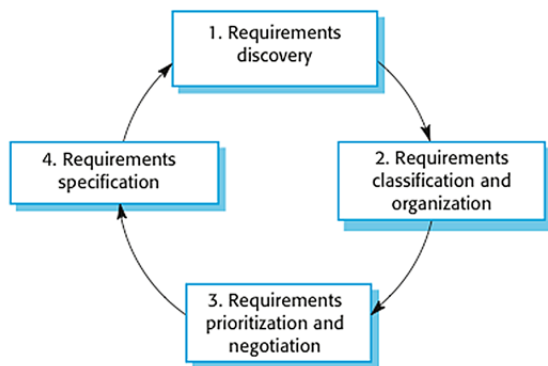 1. Requirements
discovery
2. Requirements
classification and
organization
3. Requirements
prioritization and
negotiation
4. Requirements
specification